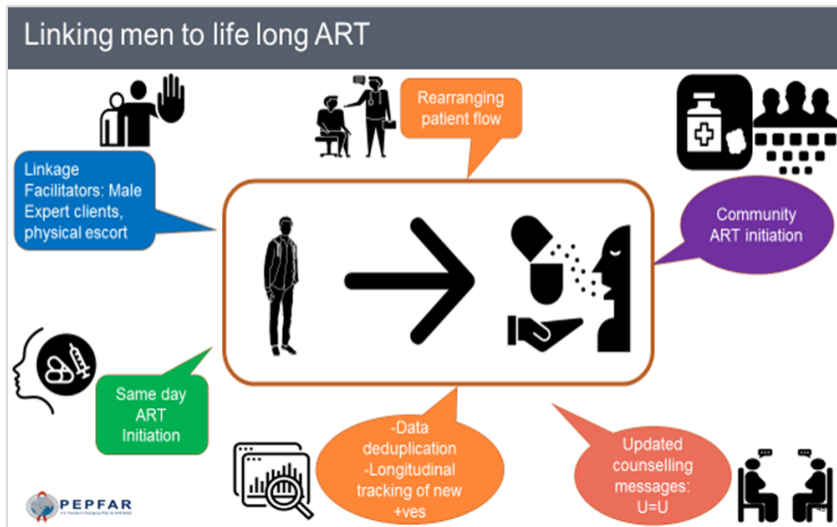 Linking men to life long ART
Rearranging
patient flow
Linkage
Facilitators: Male
Expert clients,
physical escort
Community
ART initiation
Same day
ART
Initiation
-Data
deduplication
-Longitudinal
tracking of new
+ves
Updated
counselling
messages:
U=U
PEPFAR